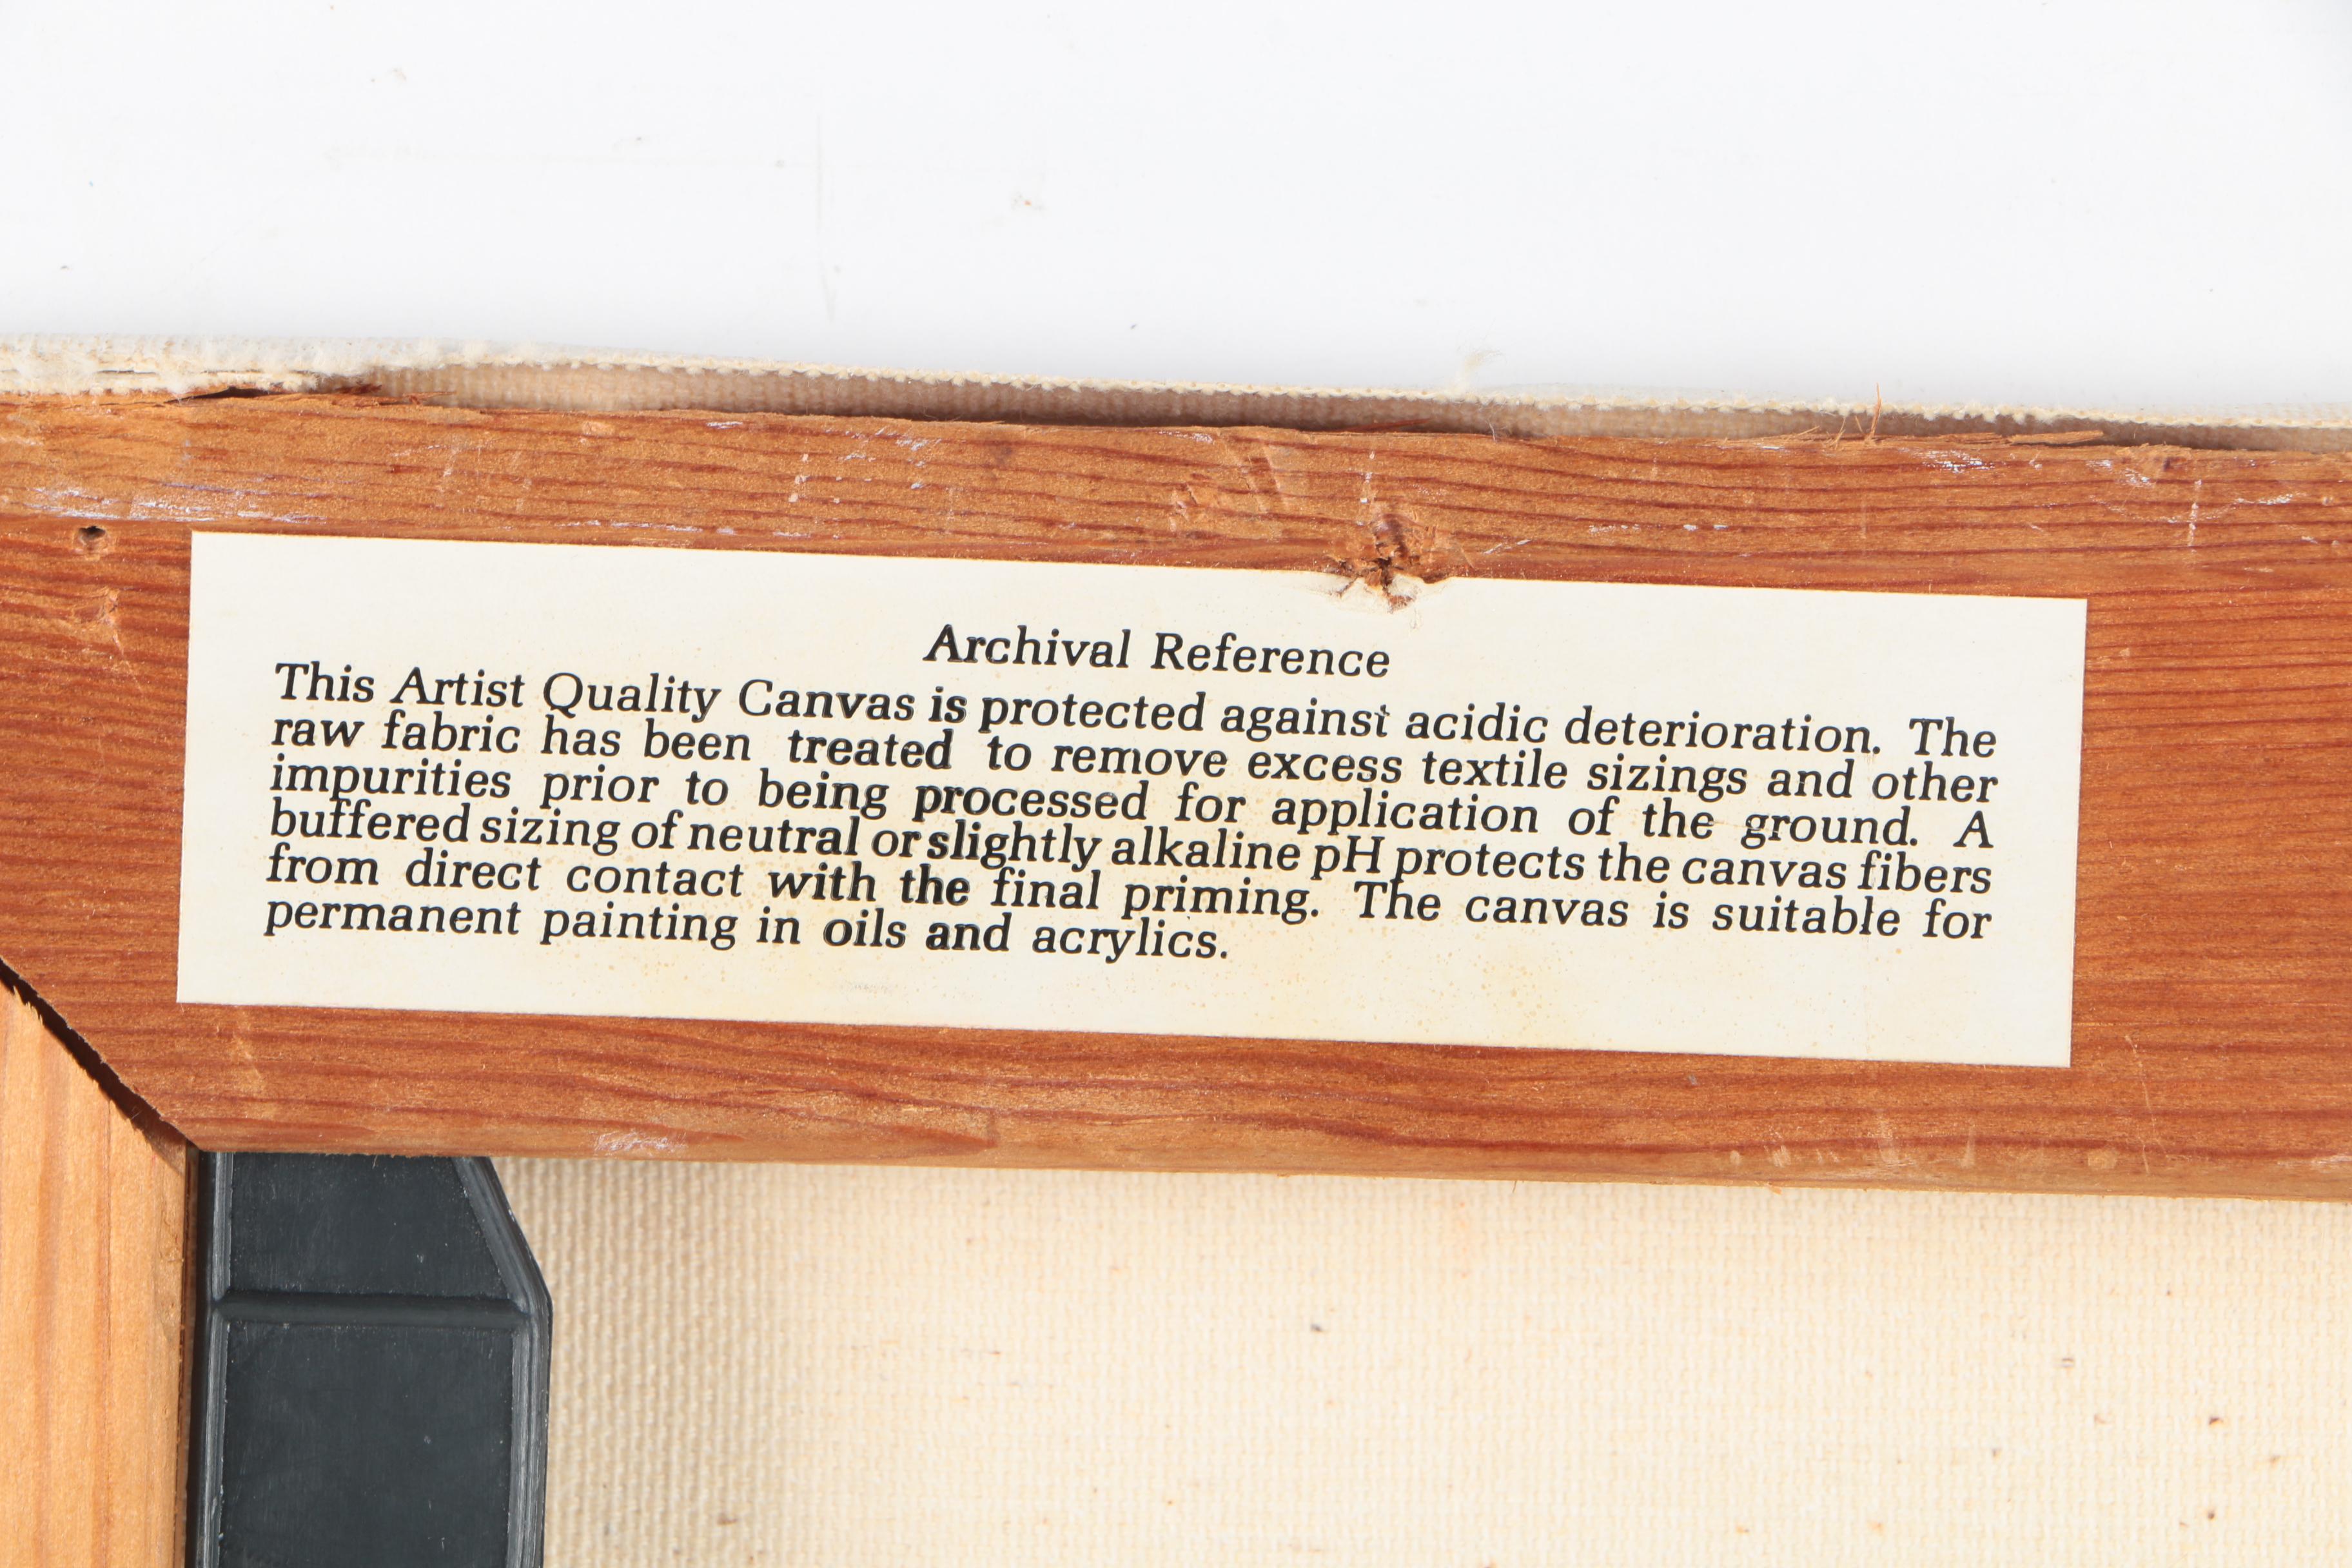 Archival Reference
This Artist Quality Canvas is protected against acidic deterioration. The
raw fabric has been treated to remove excess textile sizings and other
impurities prior to being processed for application of the ground. A
buffered sizing of neutral or slightly alkaline pH protects the canvas fibers
from direct contact with the final priming. The canvas is suitable for
permanent painting in oils and acrylics.